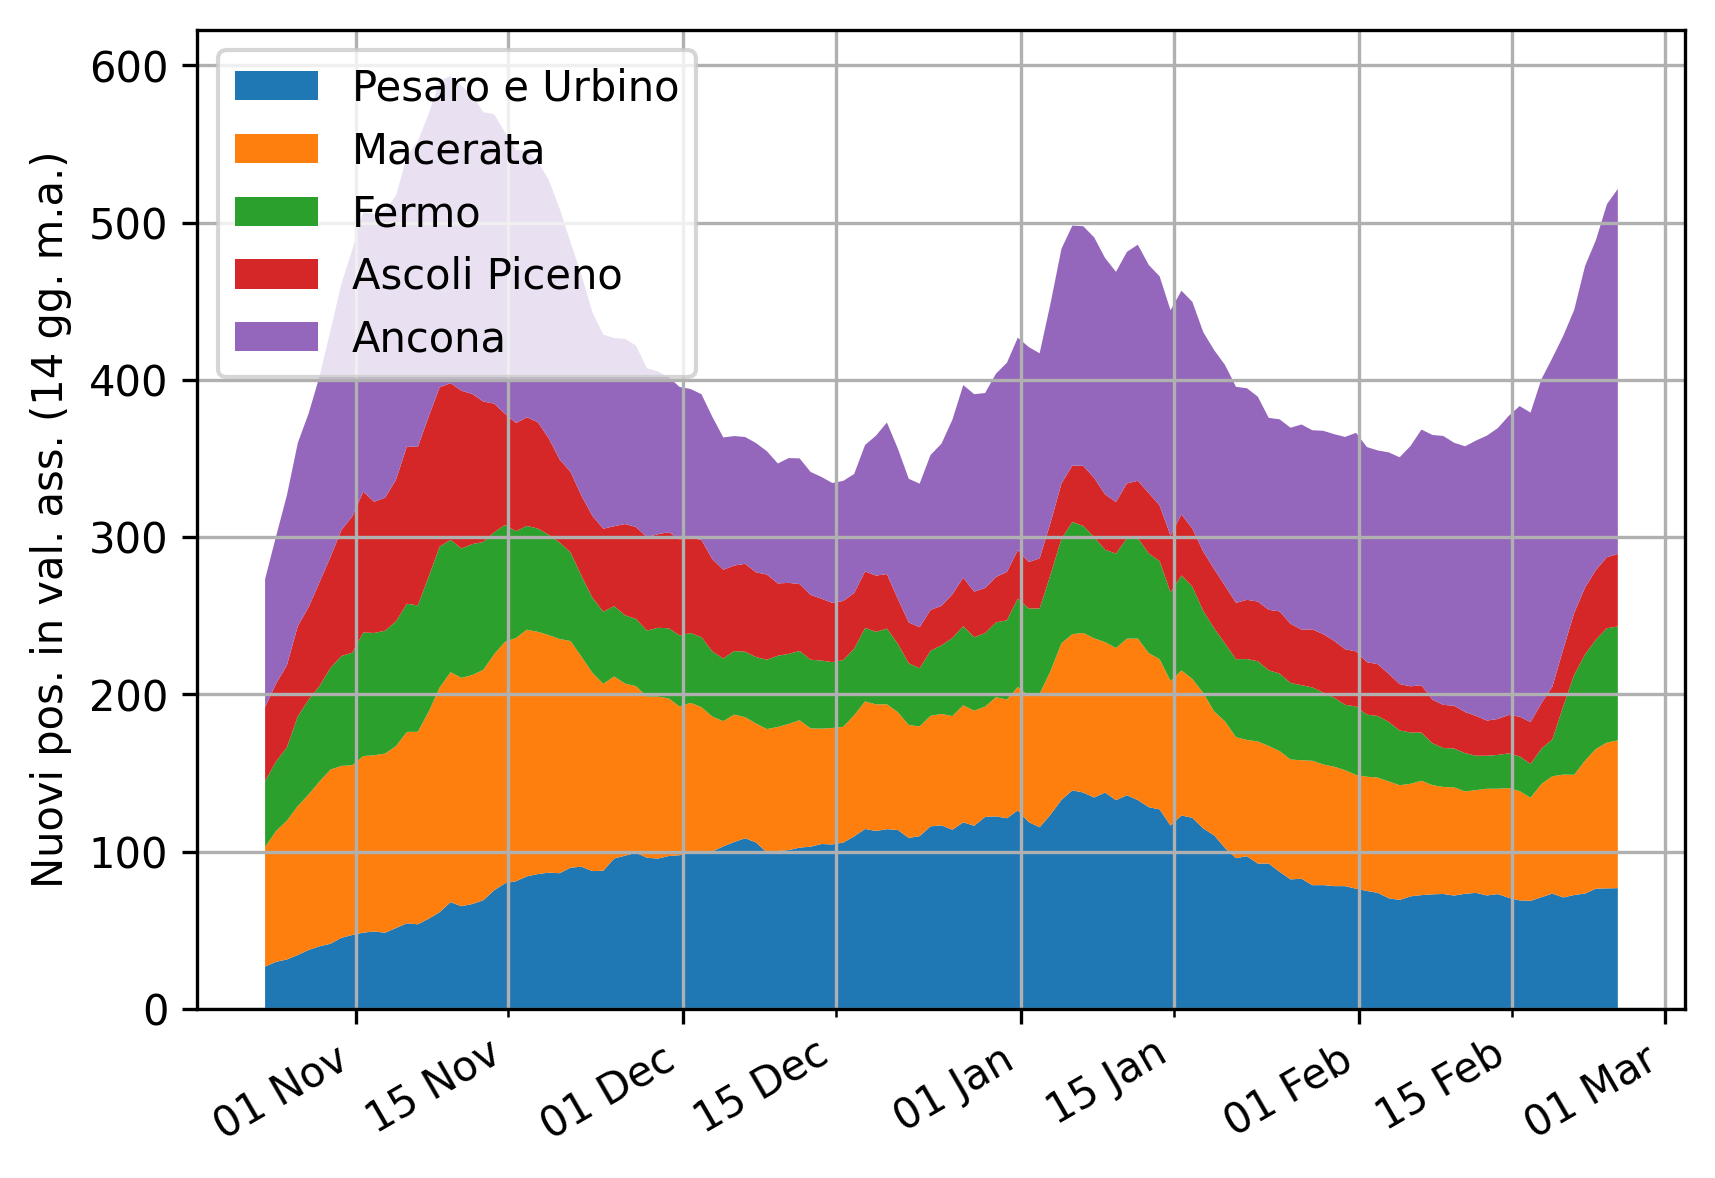 Nuovi pos. in val. ass. (14 gg. m.a.)
600
500
400
300
200
100
0
Pesaro e Urbino
Macerata
Fermo
Ascoli Piceno
Ancona
01 Nov
15 Nov
01 Dec
15 Dec
01 Jan
15 Jan
01 Feb
15 Feb
01 Mar